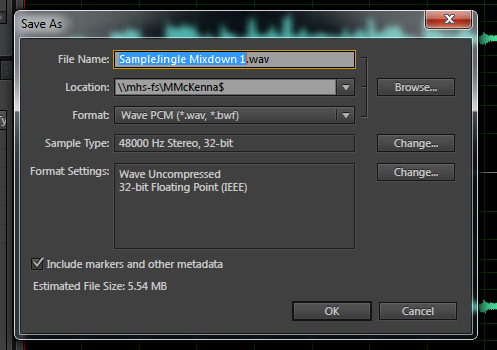 Save As
File Name: SampleJingle Mixdown 1.wav
Location: \\mhs-fs\MMcKenna$ Browse...
Format: Wave PCM (*.wav, *.bwf)
Sample Type: 48000 Hz Stereo, 32-bit Change...
Format Settings: Wave Uncompressed Change...
32-bit Floating Point (IEEE)
Include markers and other metadata
Estimated File Size: 5.54 MB
OK Cancel